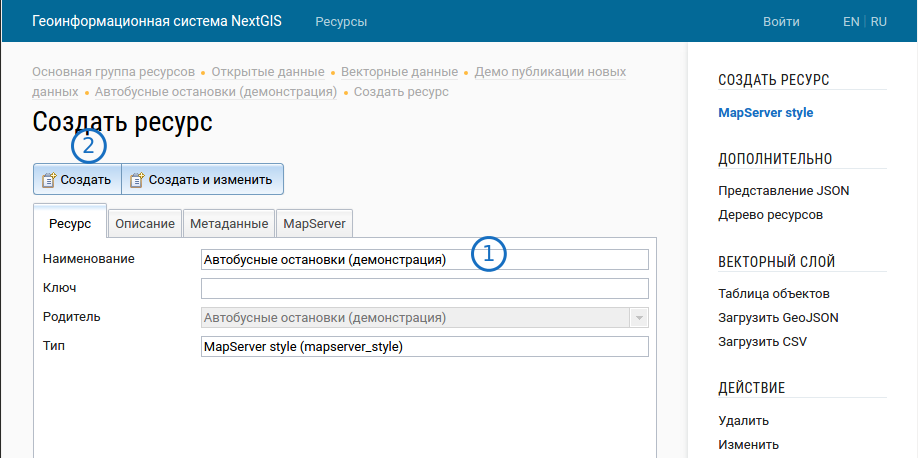 Геоинформационная система NextGIS Ресурсы Войти EN RU
Основная группа ресурсов • Открытые данные • Векторные данные • Демо публикации новых
данных • Автобусные остановки (демонстрация) • Создать ресурс
Создать ресурс
2
Создать Создать и изменить
Ресурс Описание Метаданные MapServer
Наименование Автобусные остановки (демонстрация) 1
Ключ
Родитель Автобусные остановки (демонстрация)
Тип MapServer style (mapserver_style)
СОЗДАТЬ РЕСУРС
MapServer style
ДОПОЛНИТЕЛЬНО
Представление JSON
Дерево ресурсов
ВЕКТОРНЫЙ СЛОЙ
Таблица объектов
Загрузить GeoJSON
Загрузить CSV
ДЕЙСТВИЕ
Удалить
Изменить